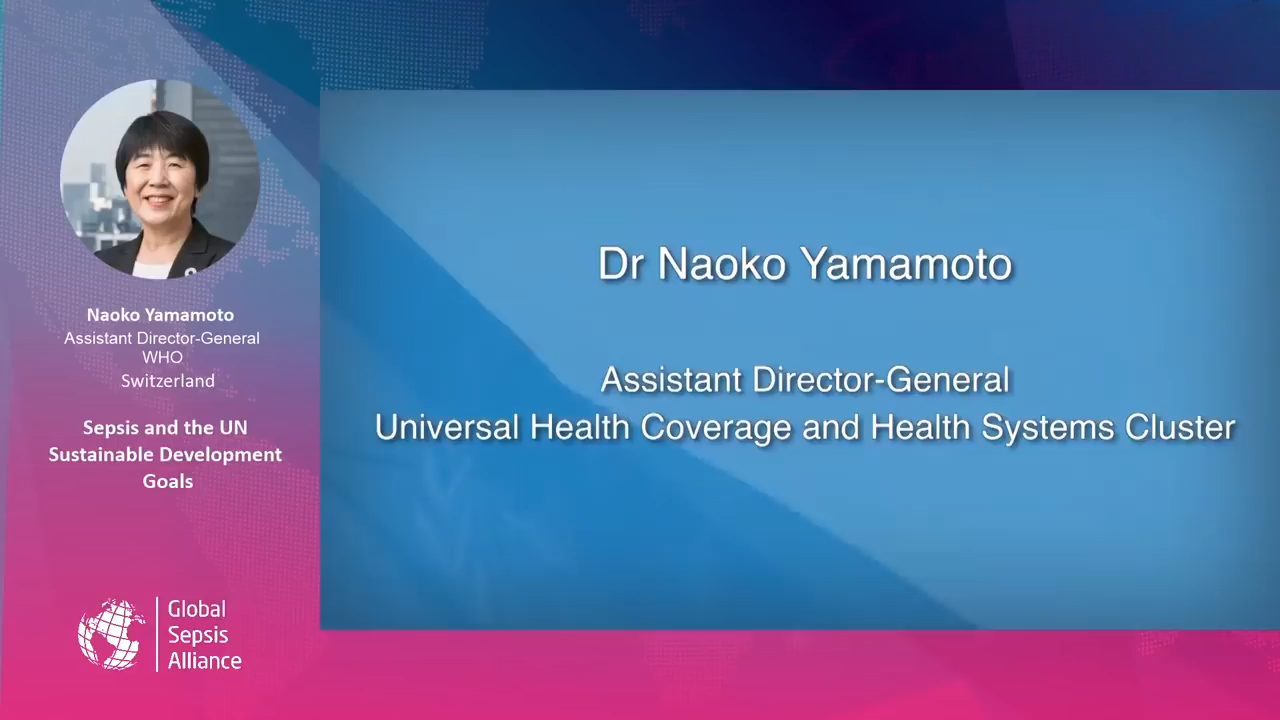 Naoko Yamamoto
Assistant Director-General
WHO
Switzerland
Sepsis and the UN
Sustainable Development
Goals
Global
Sepsis
Alliance
Dr Naoko Yamamoto
Assistant Director-General
Universal Health Coverage and Health Systems Cluster